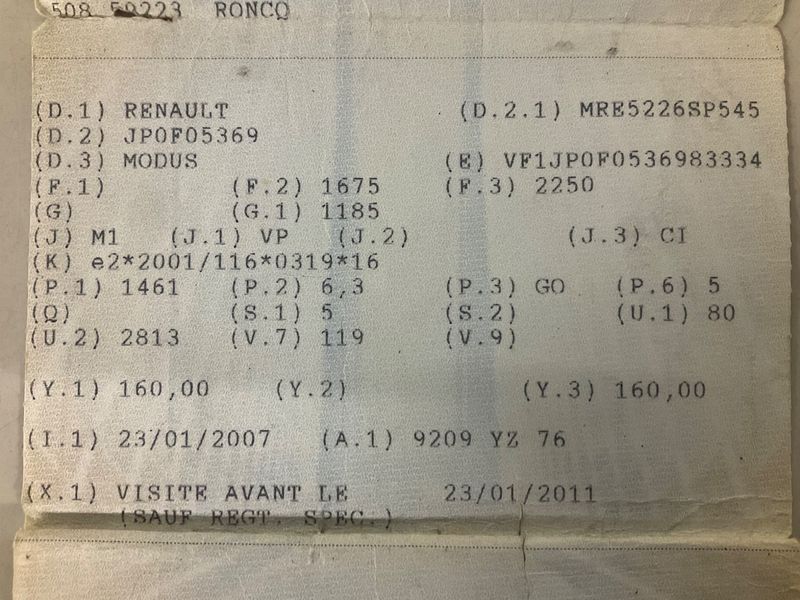 508 59223 RONCQ
(D.1) RENAULT (D.2.1) MRE5226SP545
(D.2) JP0F05369
(D.3) MODUS (E) VF1JP0F0536983334
(F.1) (F.2) 1675 (F.3) 2250
(G) (G.1) 1185
(J) M1 (J.1) VP (J.2) (J.3) CI
(K) e2*2001/116*0319*16
(P.1) 1461 (P.2) 6,3 (P.3) GO (P.6) 5
(Q) (S.1) 5 (S.2) (U.1) 80
(U.2) 2813 (V.7) 119 (V.9)
(Y.1) 160,00 (Y.2) (Y.3) 160,00
(I.1) 23/01/2007 (A.1) 9209 YZ 76
(X.1) VISITE AVANT LE 23/01/2011
(SAUF REGT. SPEC.)